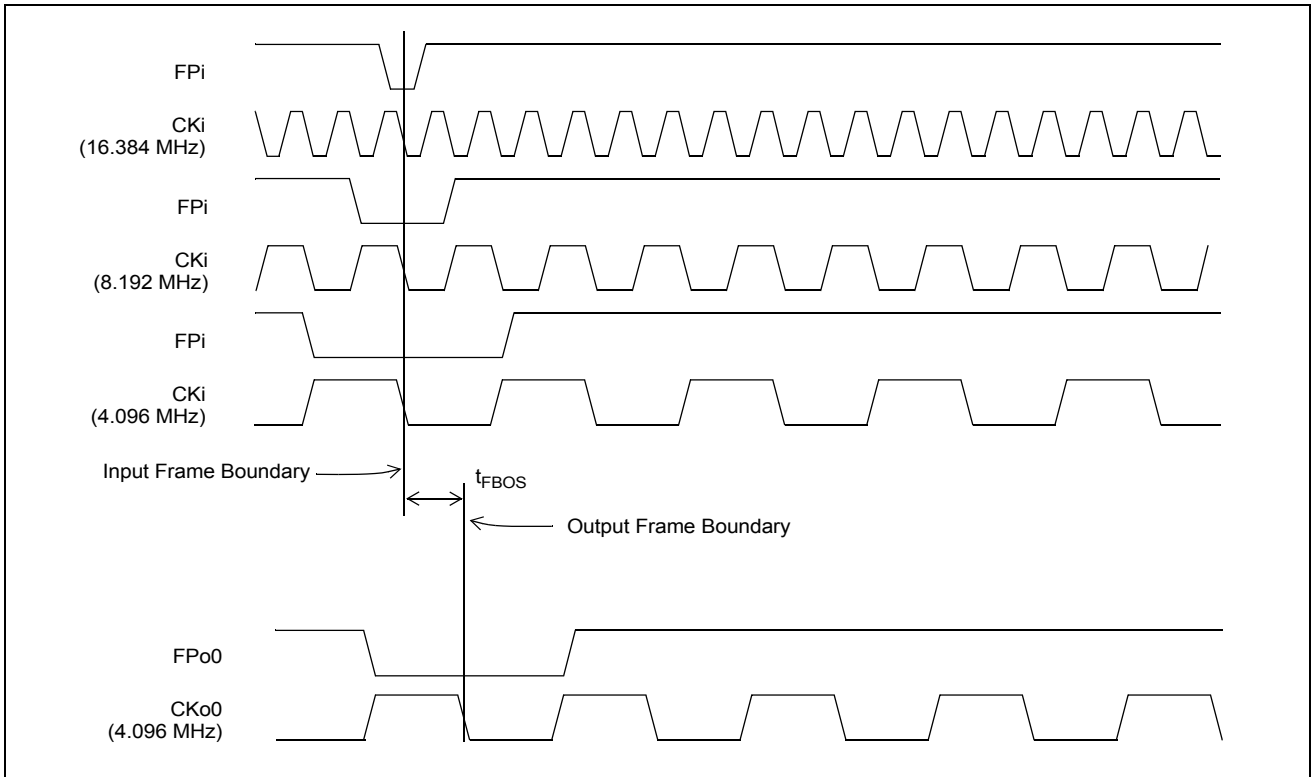 FPi
CKi
(16.384 MHz)
FPi
CKi
(8.192 MHz)
FPi
CKi
(4.096 MHz)
Input Frame Boundary
tFBOS
Output Frame Boundary
FPo0
CKo0
(4.096 MHz)